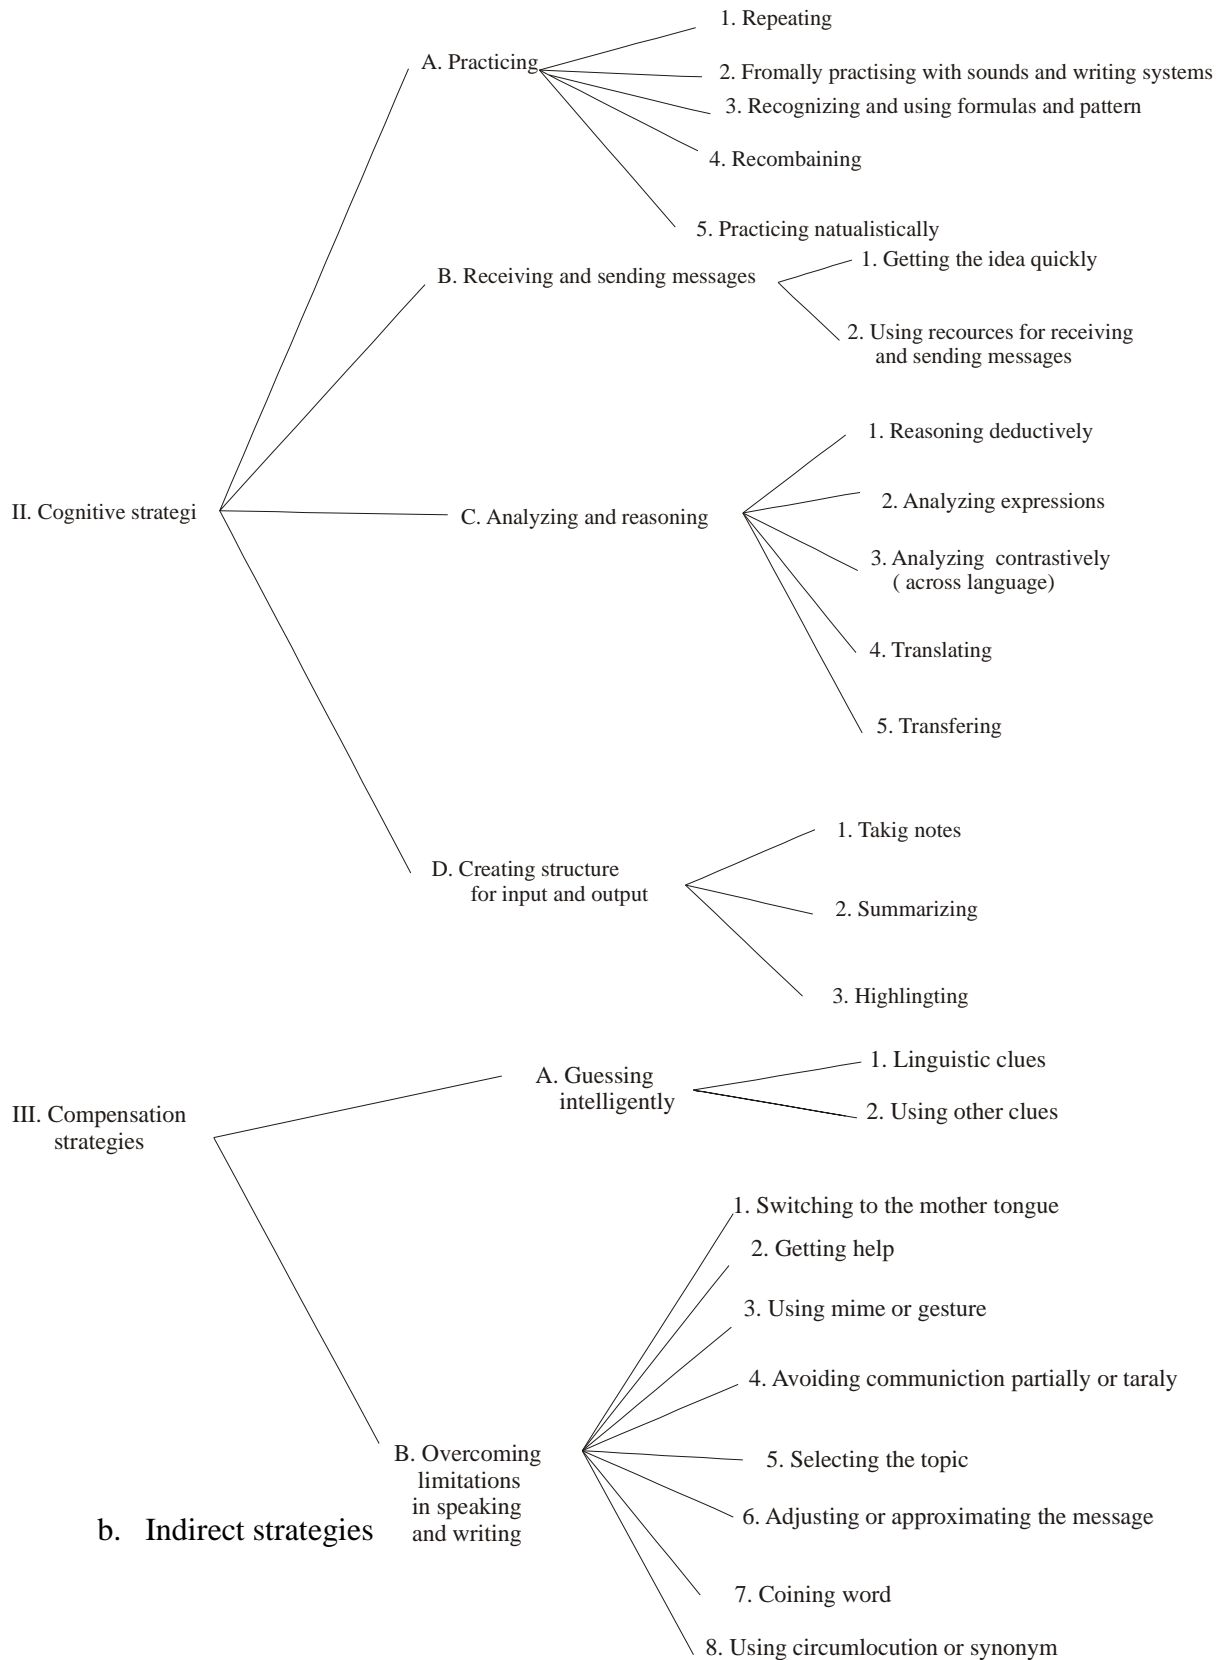 1. Repeating
A. Practicing
2. Fromally practising with sounds and writing systems
3. Recognizing and using formulas and pattern
4. Recombaining
5. Practicing natualistically
B. Receiving and sending messages
1. Getting the idea quickly
2. Using recources for receiving
and sending messages
II. Cognitive strategi
C. Analyzing and reasoning
1. Reasoning deductively
2. Analyzing expressions
3. Analyzing contrastively
( across language)
4. Translating
5. Transfering
D. Creating structure
for input and output
1. Takig notes
2. Summarizing
3. Highlingting
III. Compensation
strategies
A. Guessing
intelligently
1. Linguistic clues
2. Using other clues
B. Overcoming
limitations
in speaking
and writing
1. Switching to the mother tongue
2. Getting help
3. Using mime or gesture
4. Avoiding communiction partially or taraly
5. Selecting the topic
6. Adjusting or approximating the message
7. Coining word
8. Using circumlocution or synonym
b. Indirect strategies